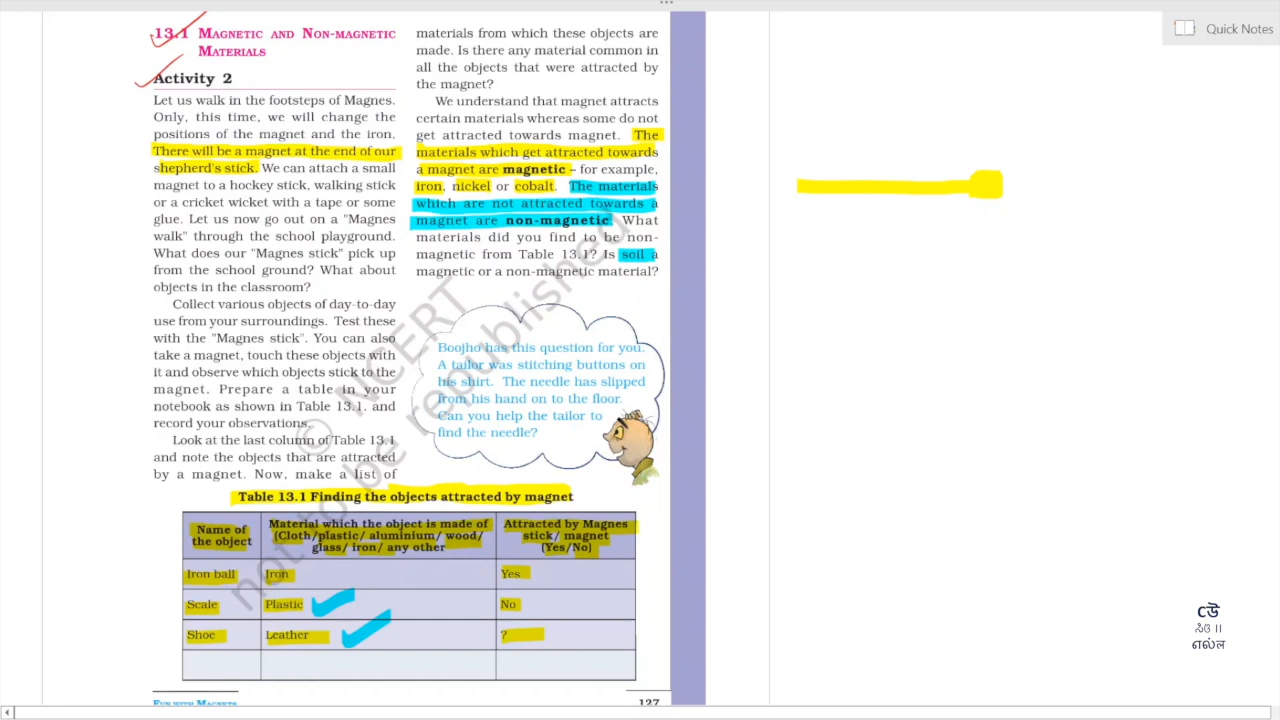 Quick Notes
13.1 MAGNETIC AND NON-MAGNETIC
MATERIALS
Activity 2
Let us walk in the footsteps of Magnes.
Only, this time, we will change the
positions of the magnet and the iron.
There will be a magnet at the end of our
shepherd's stick. We can attach a small
magnet to a hockey stick, walking stick
or a cricket wicket with a tape or some
glue. Let us now go out on a "Magnes
walk" through the school playground.
What does our "Magnes stick" pick up
from the school ground? What about
objects in the classroom?
Collect various objects of day-to-day
use from your surroundings. Test these
with the "Magnes stick". You can also
take a magnet, touch these objects with
it and observe which objects stick to the
magnet. Prepare a table in your
notebook as shown in Table 13.1. and
record your observations.
Look at the last column of Table 13.1
and note the objects that are attracted
by a magnet. Now, make a list of
materials from which these objects are
made. Is there any material common in
all the objects that were attracted by
the magnet?
We understand that magnet attracts
certain materials whereas some do not
get attracted towards magnet. The
materials which get attracted towards
a magnet are magnetic – for example,
iron, nickel or cobalt. The materials
which are not attracted towards a
magnet are non-magnetic. What
materials did you find to be non-
magnetic from Table 13.1? Is soil a
magnetic or a non-magnetic material?
Boojho has this question for you.
A tailor was stitching buttons on
his shirt. The needle has slipped
from his hand on to the floor.
Can you help the tailor to
find the needle?
Table 13.1 Finding the objects attracted by magnet
Name of
the object
Material which the object is made of
(Cloth/plastic/ aluminium/ wood/
glass/ iron/ any other
Attracted by Magnes
stick/ magnet
(Yes/No)
Iron ball Iron Yes
Scale Plastic No
Shoe Leather ?
FUN WITH MAGNETS 127
© NCERT
not to be republished